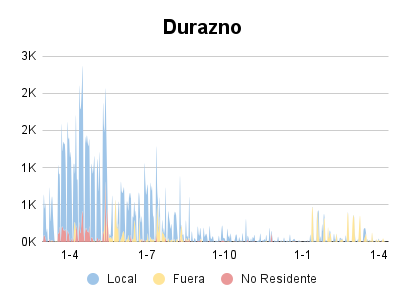 Durazno
3K
2K
2K
1K
1K
0K
1-4 1-7 1-10 1-1 1-4
Local Fuera No Residente